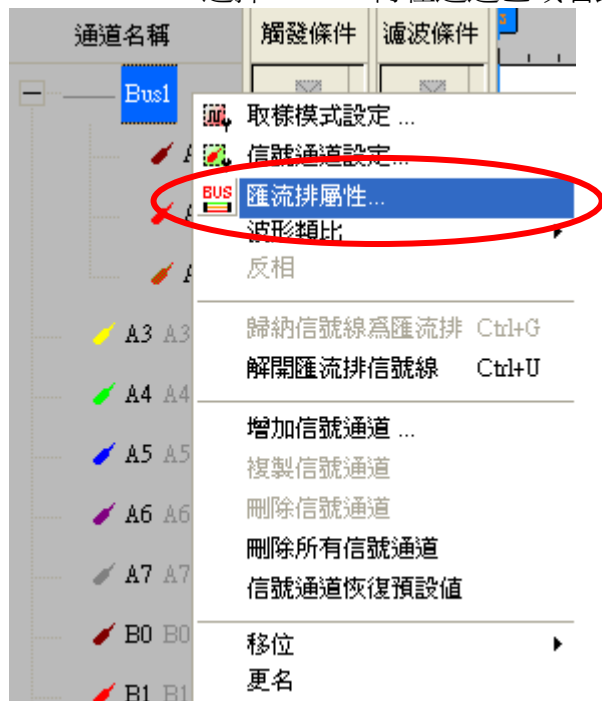 通道名稱 觸發條件 濾波條件
Bus1
取樣模式設定 ...
信號通道設定...
BUS 匯流排屬性...
波形類比
反相
A3 A3
歸納信號線為匯流排 Ctrl+G
解開匯流排信號線 Ctrl+U
A4 A4
增加信號通道 ...
A5 A5
複製信號通道
A6 A6
刪除信號通道
刪除所有信號通道
A7 A7
信號通道恢復預設值
B0 B0
移位
更名
B1 B1